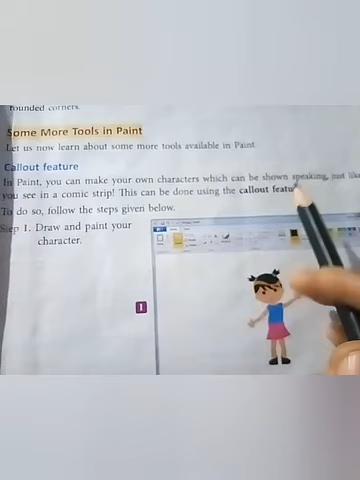 rounded corners.
Some More Tools in Paint
Let us now learn about some more tools available in Paint
Callout feature
In Paint, you can make your own characters which can be shown speaking, just like
you see in a comic strip! This can be done using the callout featu
To do so, follow the steps given below.
Step 1. Draw and paint your
character.
1